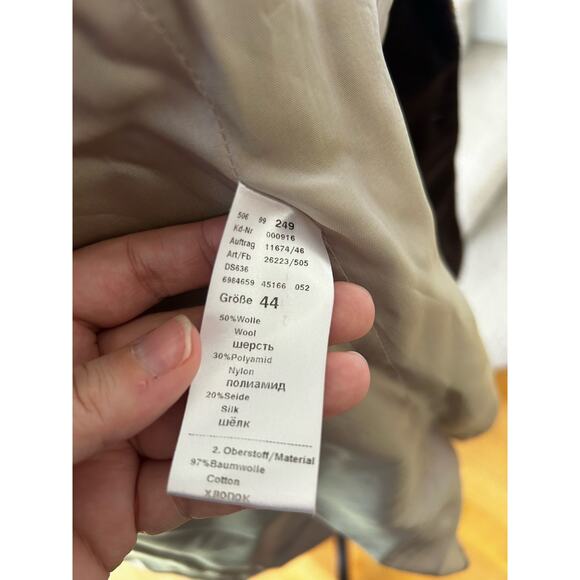 506 99 249
Kd-Nr 000916
Auftrag 11674/46
Art/Fb 26223/505
DS636
6984659 45166 052
Größe 44
50%Wolle
Wool
шерсть
30%Polyamid
Nylon
полиамид
20%Seide
Silk
шёлк
2. Oberstoff/Material
97%Baumwolle
Cotton
хлопок